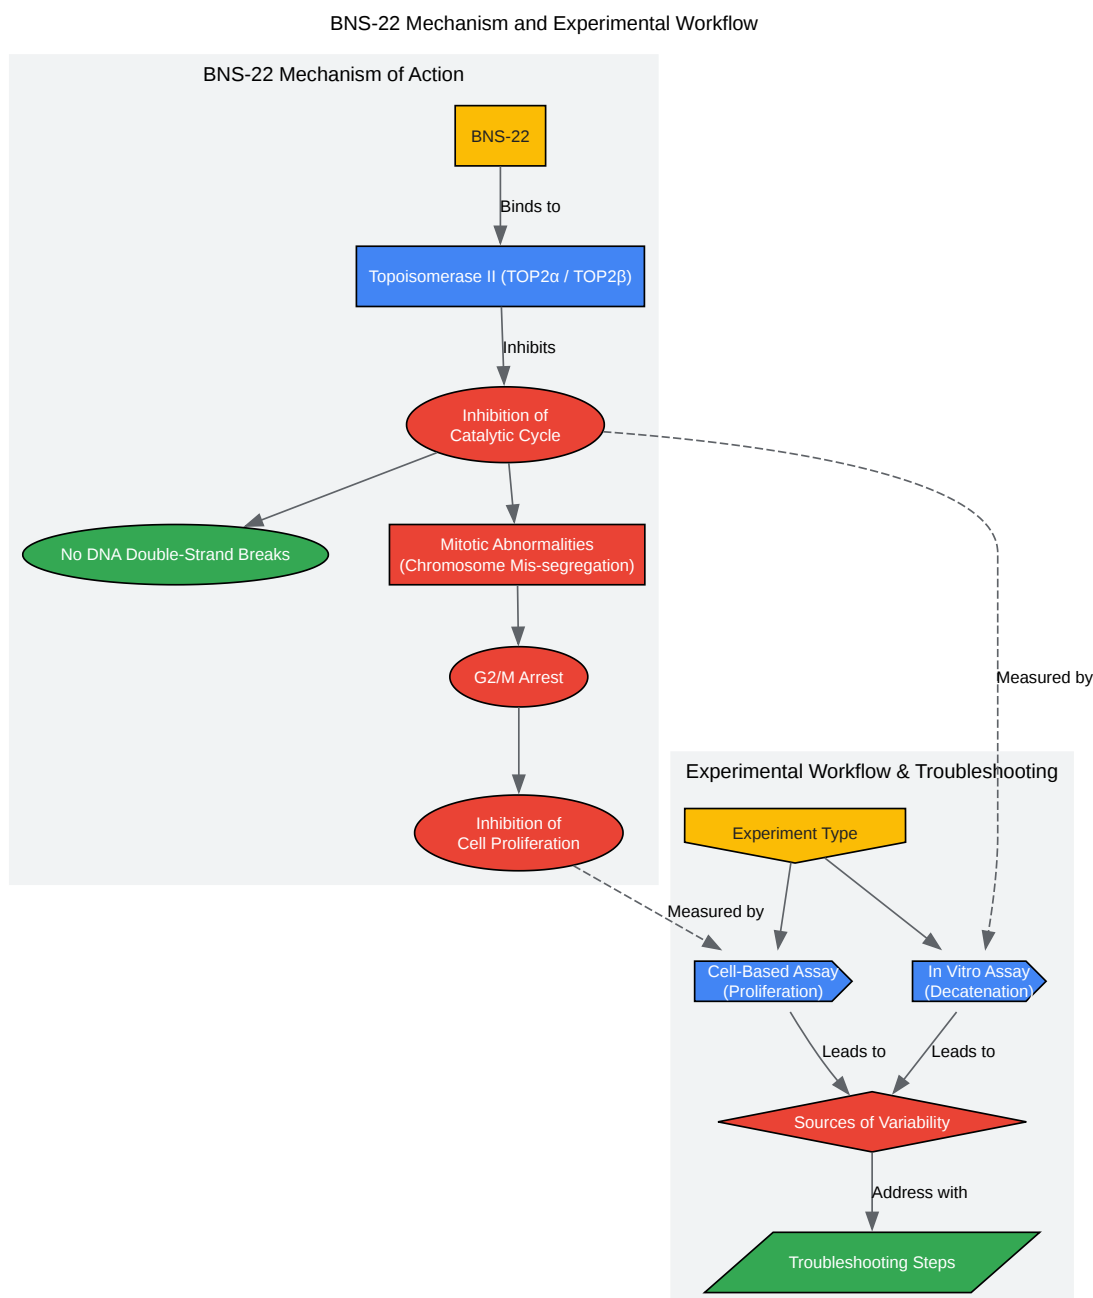 BNS-22 Mechanism and Experimental Workflow
BNS-22 Mechanism of Action
BNS-22
Binds to
Topoisomerase II (TOP2α / TOP2β)
Inhibits
Inhibition of
Catalytic Cycle
No DNA Double-Strand Breaks
Mitotic Abnormalities
(Chromosome Mis-segregation)
G2/M Arrest
Measured by
Inhibition of
Cell Proliferation
Experimental Workflow & Troubleshooting
Experiment Type
Measured by
Cell-Based Assay
(Proliferation)
In Vitro Assay
(Decatenation)
Leads to
Leads to
Sources of Variability
Address with
Troubleshooting Steps